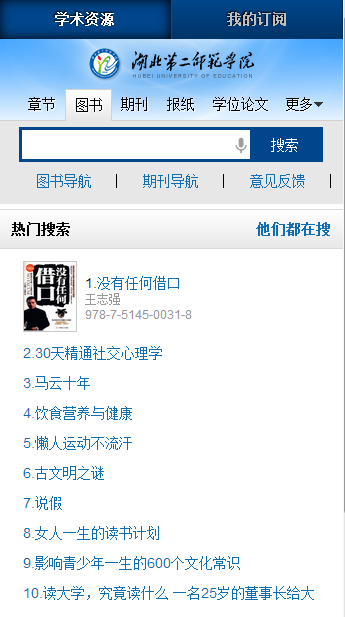 学术资源 我的订阅
湖北第二师范学院
HUBEI UNIVERSITY OF EDUCATION
章节 图书 期刊 报纸 学位论文 更多
搜索
图书导航 期刊导航 意见反馈
热门搜索 他们都在搜
没有任何借口
1.没有任何借口
王志强
978-7-5145-0031-8
2.30天精通社交心理学
3.马云十年
4.饮食营养与健康
5.懒人运动不流汗
6.古文明之谜
7.说假
8.女人一生的读书计划
9.影响青少年一生的600个文化常识
10.读大学，究竟读什么 一名25岁的董事长给大